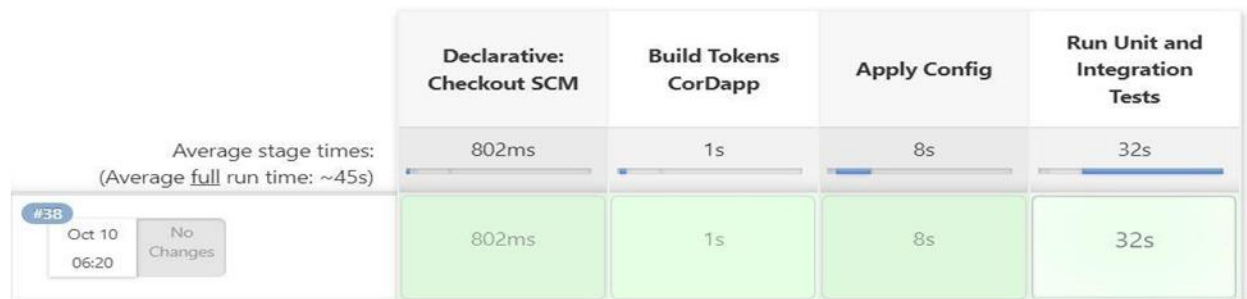 Declarative:
Checkout SCM
Build Tokens
CorDapp
Apply Config
Run Unit and
Integration
Tests
Average stage times:
(Average full run time: ~45s)
802ms
1s
8s
32s
#38
Oct 10
06:20
No
Changes
802ms
1s
8s
32s